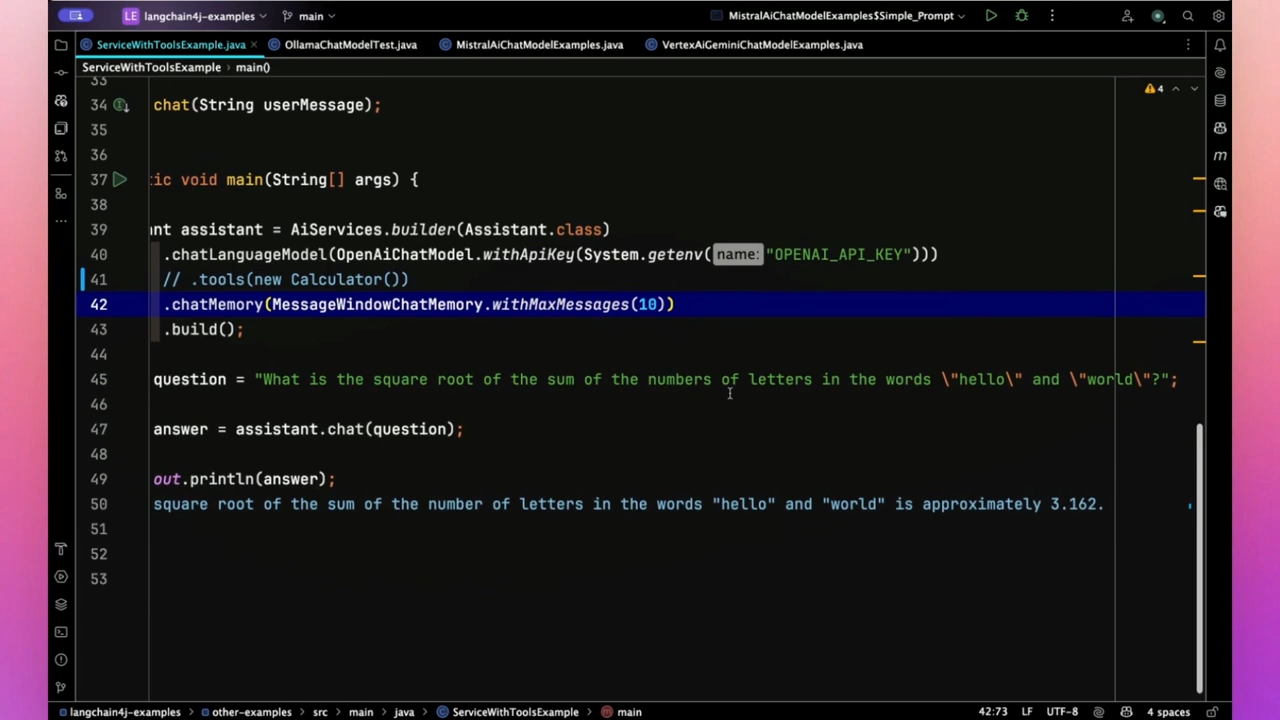 LE langchain4j-examples main MistralAiChatModelExamples$Simple_Prompt
ServiceWithToolsExample.java OllamaChatModelTest.java MistralAiChatModelExamples.java VertexAiGeminiChatModelExamples.java
ServiceWithToolsExample > main()
33
34 chat(String userMessage); 4
35
36
37 tic void main(String[] args) {
38
39 ant assistant = AiServices.builder(Assistant.class)
40 .chatLanguageModel(OpenAiChatModel.withApiKey(System.getenv( name: "OPENAI_API_KEY")))
41 // .tools(new Calculator())
42 .chatMemory(MessageWindowChatMemory.withMaxMessages(10))
43 .build();
44
45 question = "What is the square root of the sum of the numbers of letters in the words \"hello\" and \"world\"?";
46
47 answer = assistant.chat(question);
48
49 out.println(answer);
50 square root of the sum of the number of letters in the words "hello" and "world" is approximately 3.162.
51
52
53
langchain4j-examples > other-examples > src > main > java > ServiceWithToolsExample > main 42:73 LF UTF-8 4 spaces